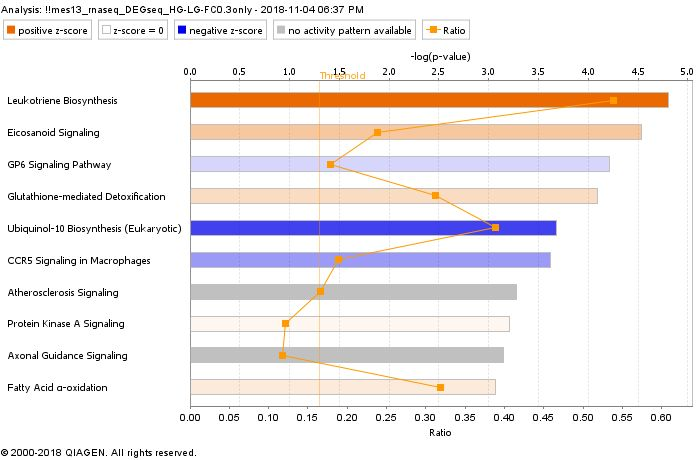 Analysis: !!mes13_rnaseq_DEGseq_HG-LG-FC0.3only - 2018-11-04 06:37 PM
positive z-score z-score = 0 negative z-score no activity pattern available Ratio
-log(p-value)
0.0 0.5 1.0 1.5 2.0 2.5 3.0 3.5 4.0 4.5 5.0
Threshold
Leukotriene Biosynthesis
Eicosanoid Signaling
GP6 Signaling Pathway
Glutathione-mediated Detoxification
Ubiquinol-10 Biosynthesis (Eukaryotic)
CCR5 Signaling in Macrophages
Atherosclerosis Signaling
Protein Kinase A Signaling
Axonal Guidance Signaling
Fatty Acid α-oxidation
0.00 0.05 0.10 0.15 0.20 0.25 0.30 0.35 0.40 0.45 0.50 0.55 0.60
Ratio
© 2000-2018 QIAGEN. All rights reserved.